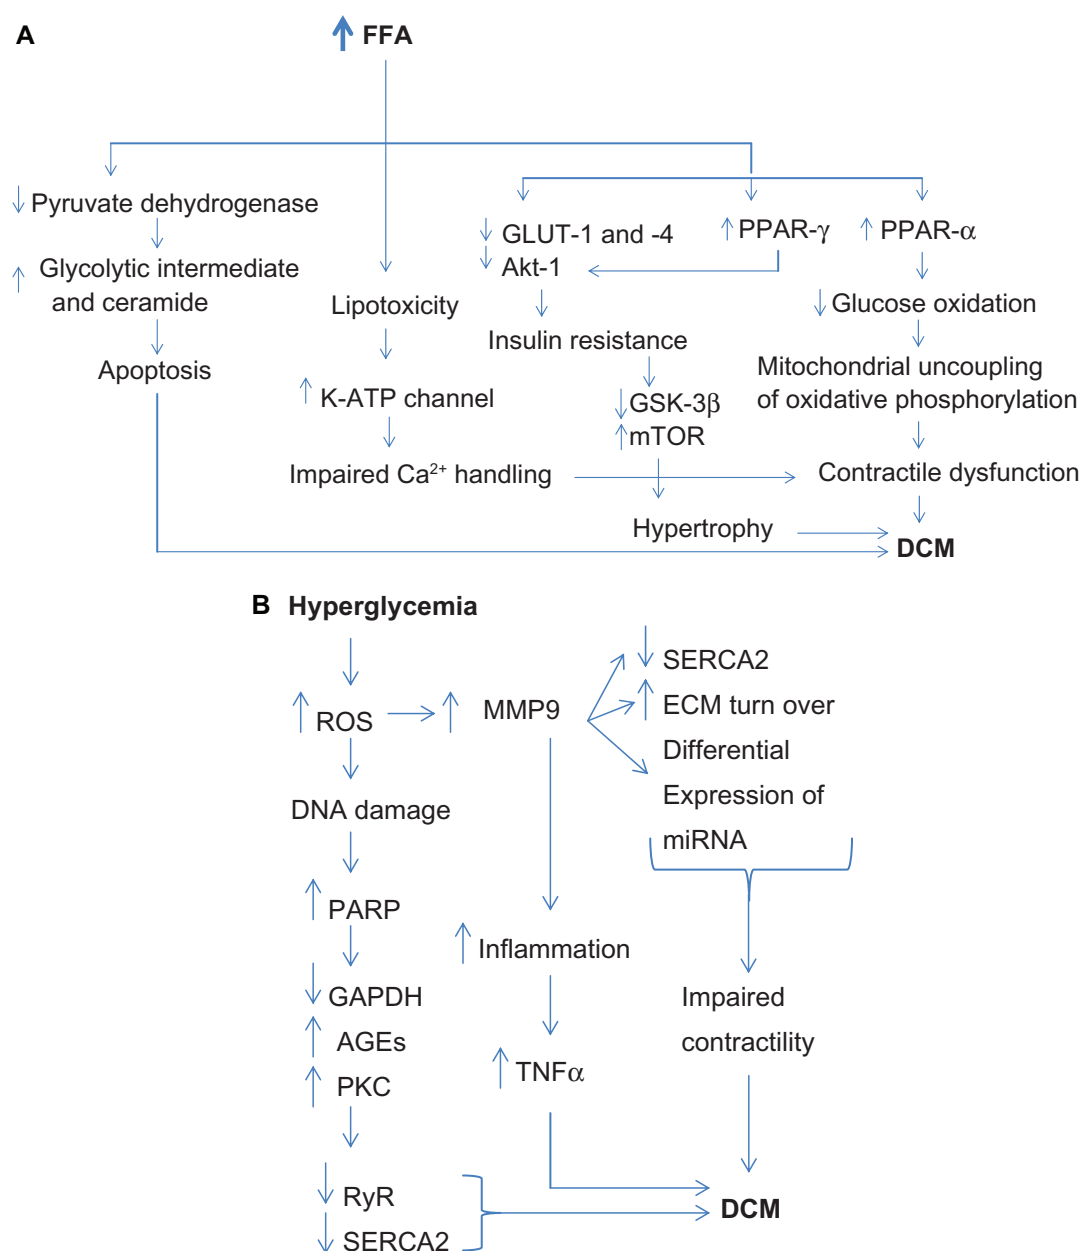 A
FFA
Pyruvate dehydrogenase
Glycolytic intermediate
and ceramide
Apoptosis
Lipotoxicity
K-ATP channel
Impaired Ca²⁺ handling
GLUT-1 and -4
Akt-1
Insulin resistance
GSK-3β
mTOR
Hypertrophy
PPAR-γ
PPAR-α
Glucose oxidation
Mitochondrial uncoupling
of oxidative phosphorylation
Contractile dysfunction
DCM
B Hyperglycemia
ROS
DNA damage
PARP
GAPDH
AGEs
PKC
RyR
SERCA2
MMP9
Inflammation
TNFα
SERCA2
ECM turn over
Differential
Expression of
miRNA
Impaired
contractility
DCM